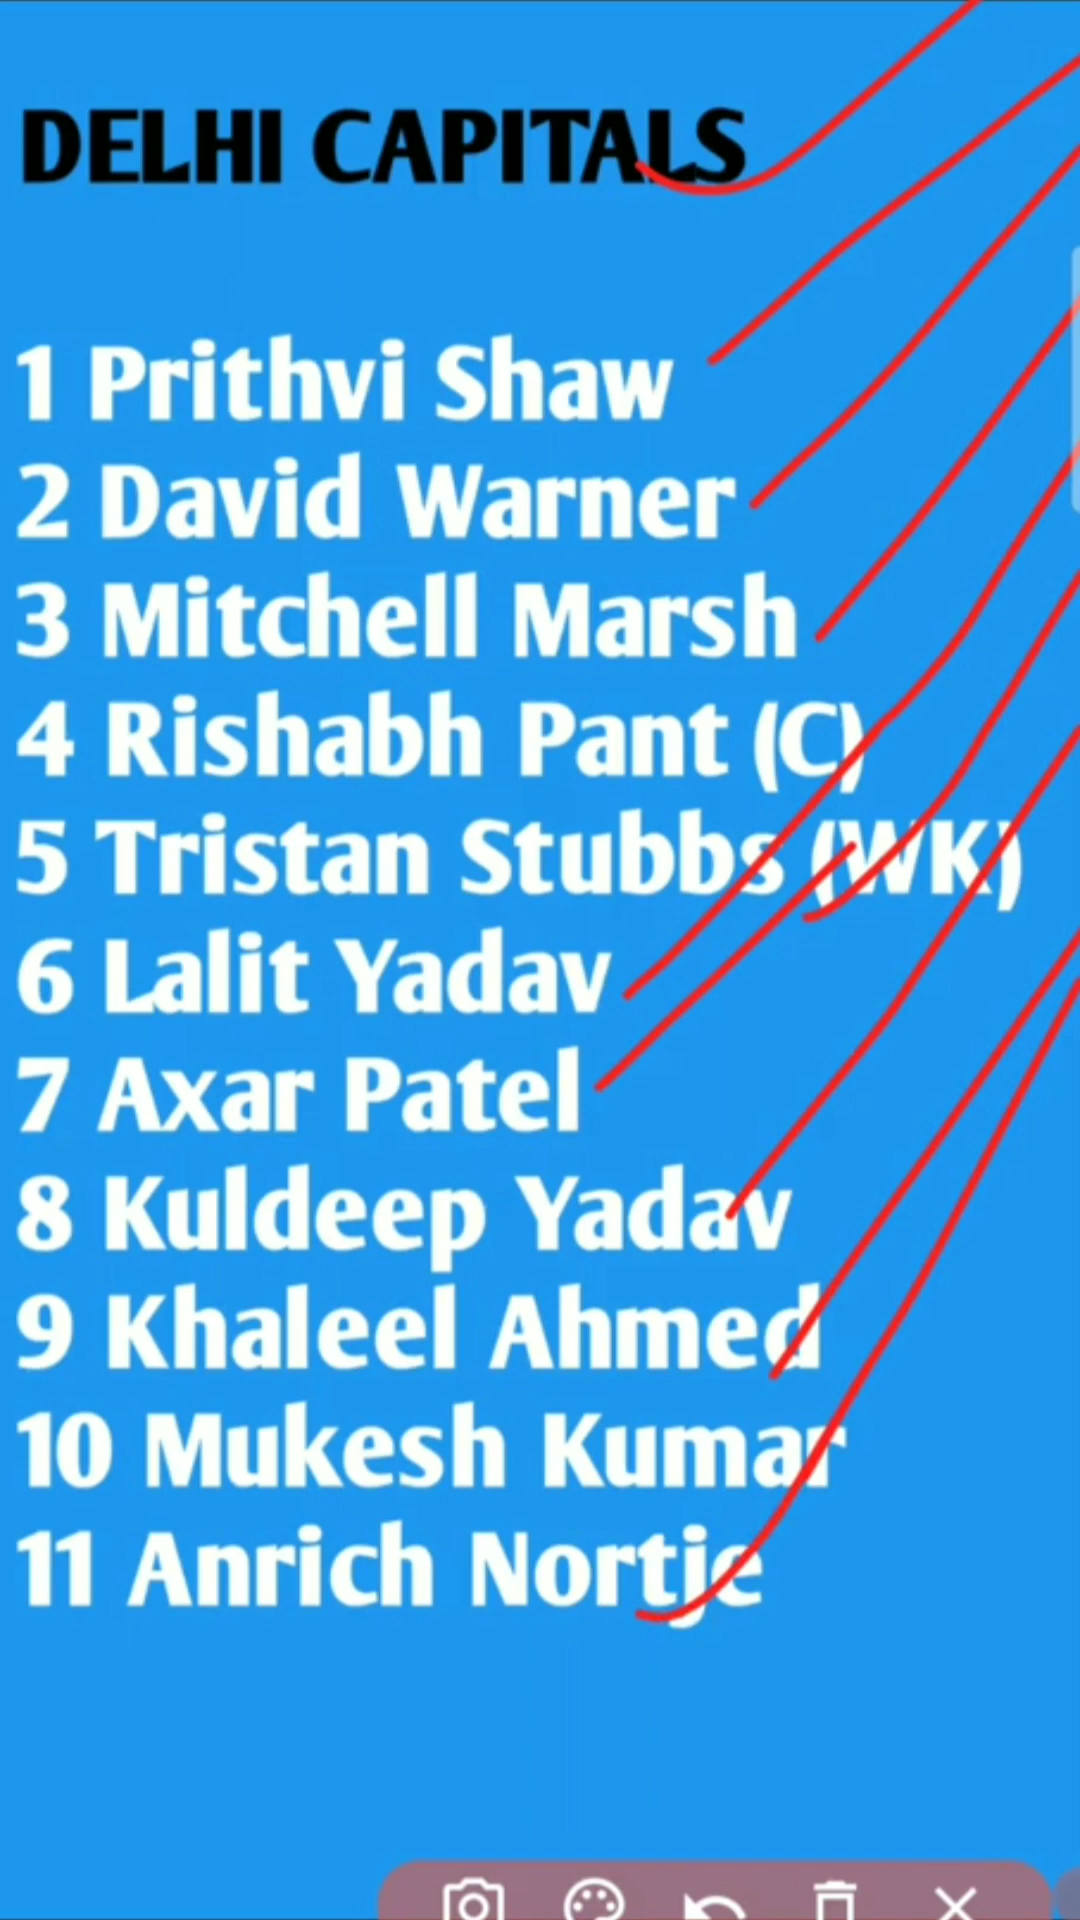 DELHI CAPITALS
1 Prithvi Shaw
2 David Warner
3 Mitchell Marsh
4 Rishabh Pant (C)
5 Tristan Stubbs (WK)
6 Lalit Yadav
7 Axar Patel
8 Kuldeep Yadav
9 Khaleel Ahmed
10 Mukesh Kumar
11 Anrich Nortje